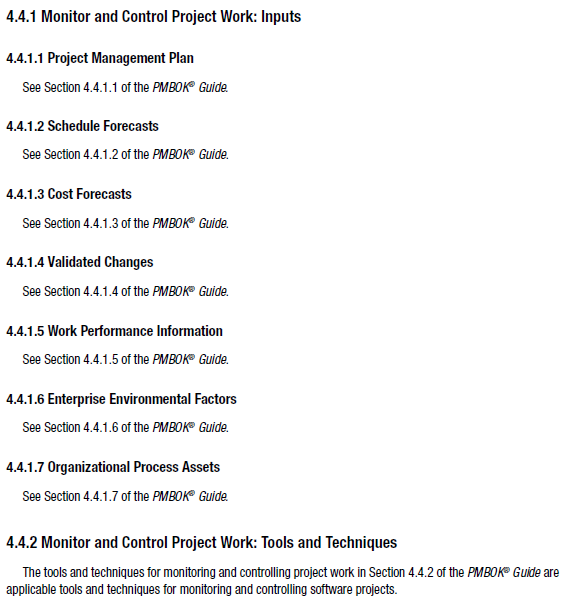 4.4.1 Monitor and Control Project Work: Inputs
4.4.1.1 Project Management Plan
See Section 4.4.1.1 of the PMBOK® Guide.
4.4.1.2 Schedule Forecasts
See Section 4.4.1.2 of the PMBOK® Guide.
4.4.1.3 Cost Forecasts
See Section 4.4.1.3 of the PMBOK® Guide.
4.4.1.4 Validated Changes
See Section 4.4.1.4 of the PMBOK® Guide.
4.4.1.5 Work Performance Information
See Section 4.4.1.5 of the PMBOK® Guide.
4.4.1.6 Enterprise Environmental Factors
See Section 4.4.1.6 of the PMBOK® Guide.
4.4.1.7 Organizational Process Assets
See Section 4.4.1.7 of the PMBOK® Guide.
4.4.2 Monitor and Control Project Work: Tools and Techniques
The tools and techniques for monitoring and controlling project work in Section 4.4.2 of the PMBOK® Guide are
applicable tools and techniques for monitoring and controlling software projects.